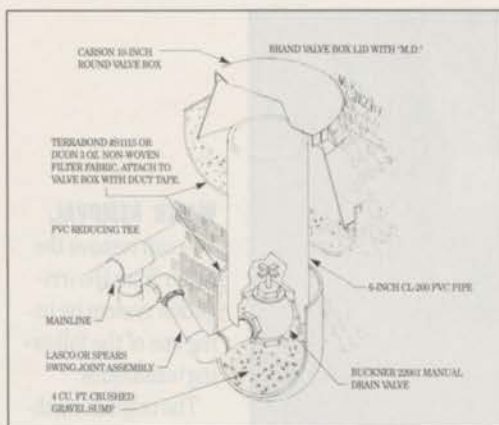 CARSON 10-INCH
ROUND VALVE BOX
BRAND VALVE BOX LID WITH "M.D."
TERRABOND #S1115 OR
DUON 3 OZ. NON-WOVEN
FILTER FABRIC. ATTACH TO
VALVE BOX WITH DUCT TAPE.
PVC REDUCING TEE
MAINLINE
LASCO OR SPEARS
SWING JOINT ASSEMBLY
4 CU. FT. CRUSHED
GRAVEL SUMP
6-INCH CL-200 PVC PIPE
BUCKNER 22061 MANUAL
DRAIN VALVE